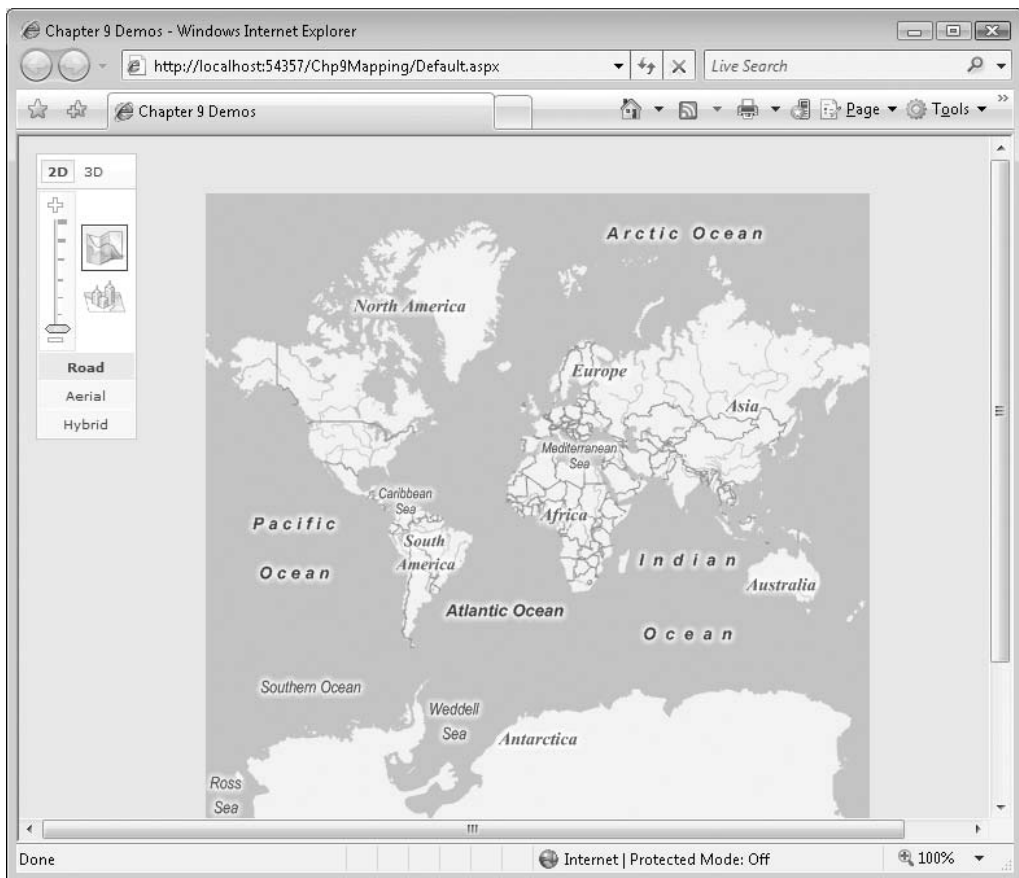 Chapter 9 Demos - Windows Internet Explorer
http://localhost:54357/Chp9Mapping/Default.aspx
Live Search
Chapter 9 Demos
Page
Tools
2D 3D
Road
Aerial
Hybrid
Arctic Ocean
North America
Europe
Asia
Mediterranean
Sea
Caribbean
Sea
Africa
Pacific
Ocean
South
America
Indian
Ocean
Australia
Atlantic Ocean
Southern Ocean
Weddell
Sea
Antarctica
Ross
Sea
Done
Internet | Protected Mode: Off
100%